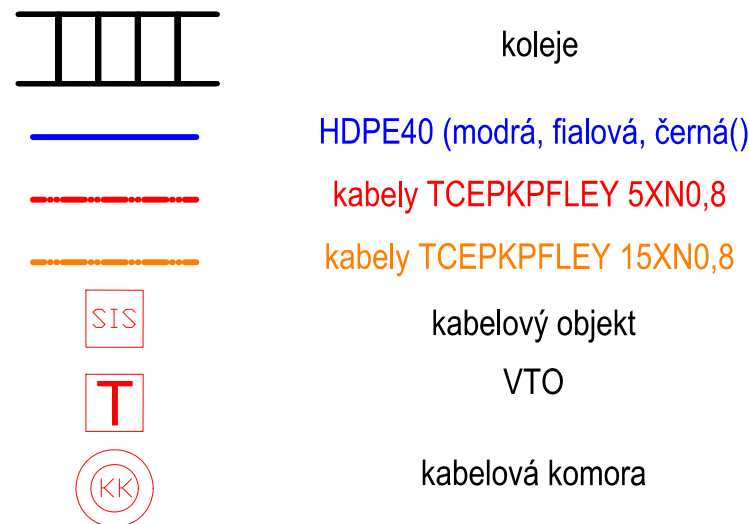 koleje
HDPE40 (modrá, fialová, černá()
kabely TCEPKPFLEY 5XN0,8
kabely TCEPKPFLEY 15XN0,8
SIS
kabelový objekt
T
VTO
KK
kabelová komora